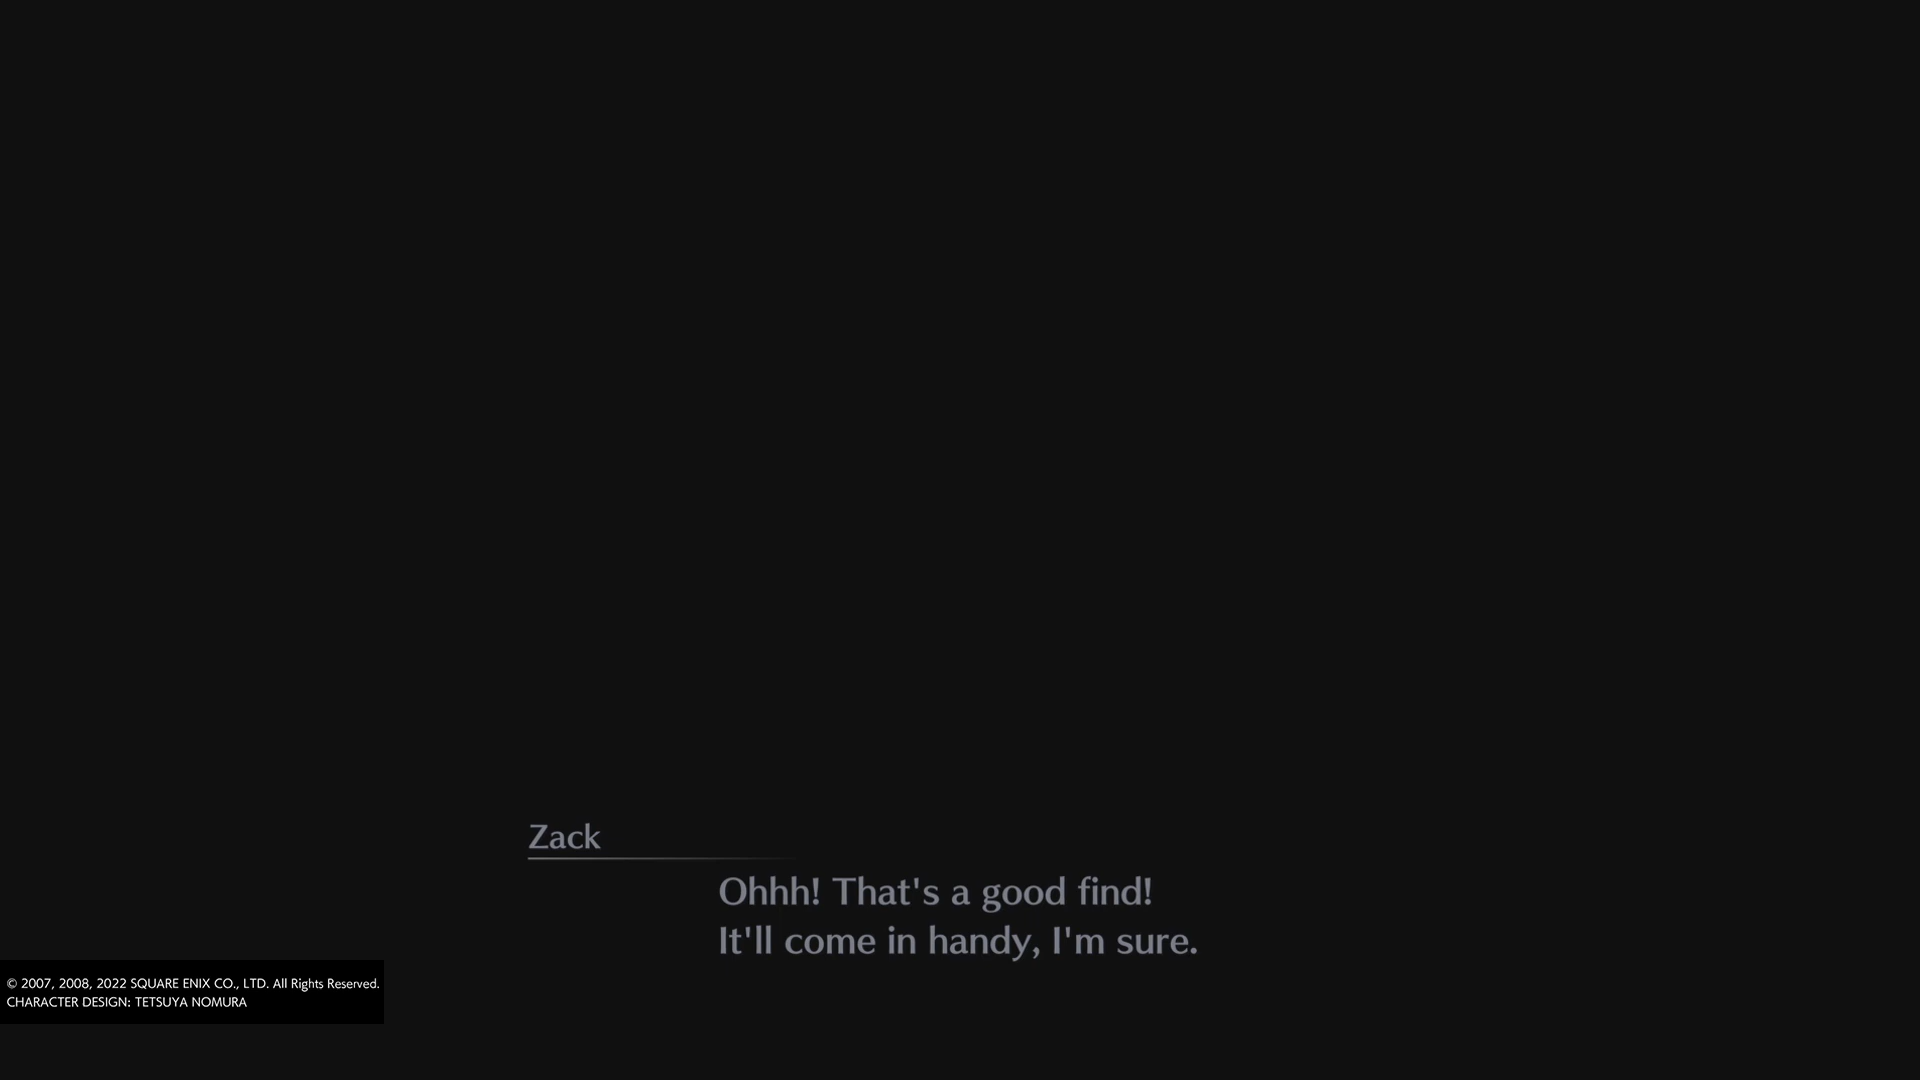 Zack
Ohhh! That's a good find!
It'll come in handy, I'm sure.
© 2007, 2008, 2022 SQUARE ENIX CO., LTD. All Rights Reserved.
CHARACTER DESIGN: TETSUYA NOMURA